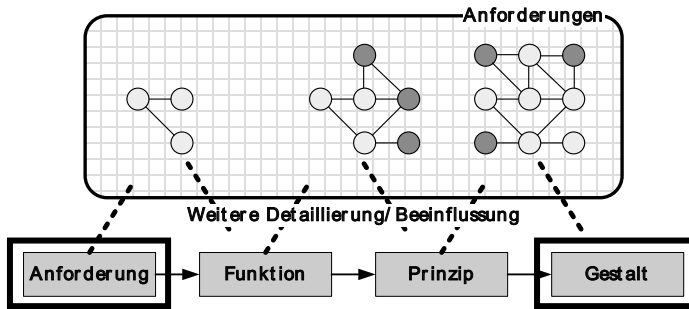 Anforderungen
Weitere Detaillierung/Beeinflussung
Anforderung
Funktion
Prinzip
Gestalt